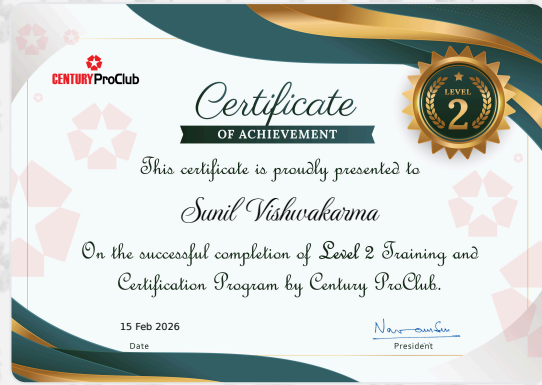 CENTURY ProClub
Certificate
OF ACHIEVEMENT
LEVEL
2
This certificate is proudly presented to
Sunil Vishwakarma
On the successful completion of Level 2 Training and
Certification Program by Century ProClub.
15 Feb 2026
Date
President